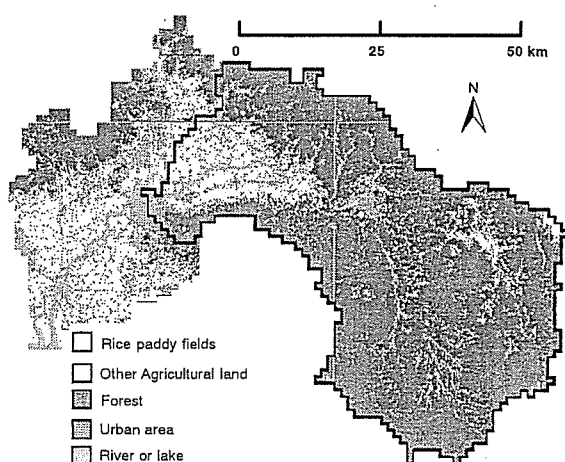 0 25 50 km
N
Rice paddy fields
Other Agricultural land
Forest
Urban area
River or lake